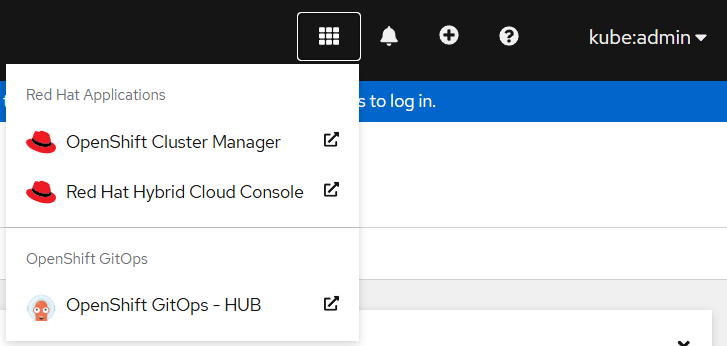 kube:admin
Red Hat Applications
s to log in.
OpenShift Cluster Manager
Red Hat Hybrid Cloud Console
OpenShift GitOps
OpenShift GitOps - HUB